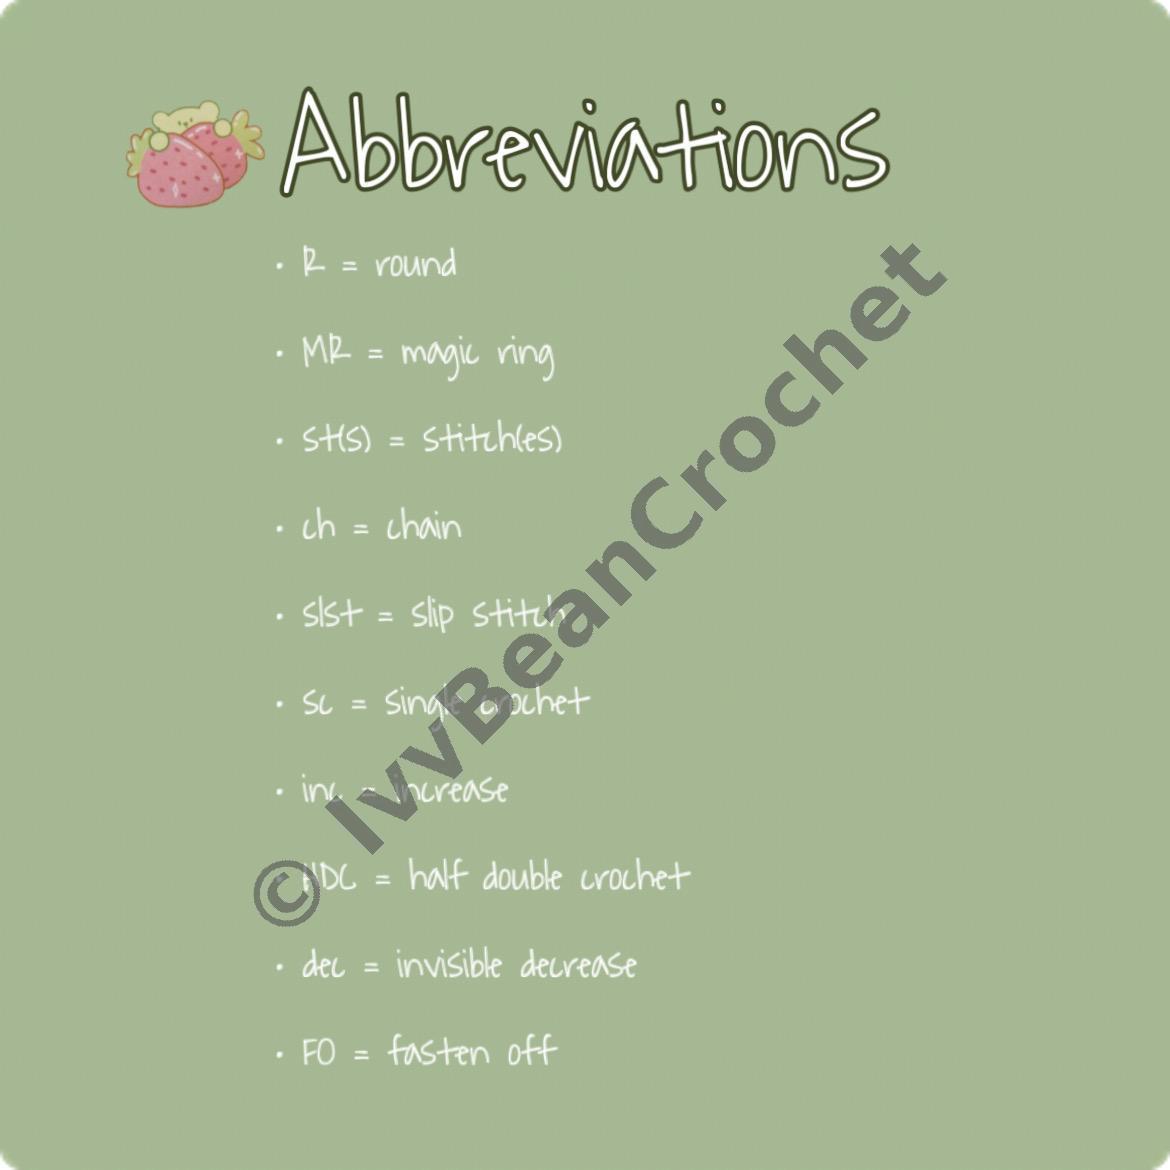 Abbreviations
• R = round
• MR = magic ring
• st(s) = stitch(es)
• ch = chain
• slst = slip stitch
• sc = single crochet
• inc = increase
• HDC = half double crochet
• dec = invisible decrease
• FO = fasten off
© IvvBeanCrochet